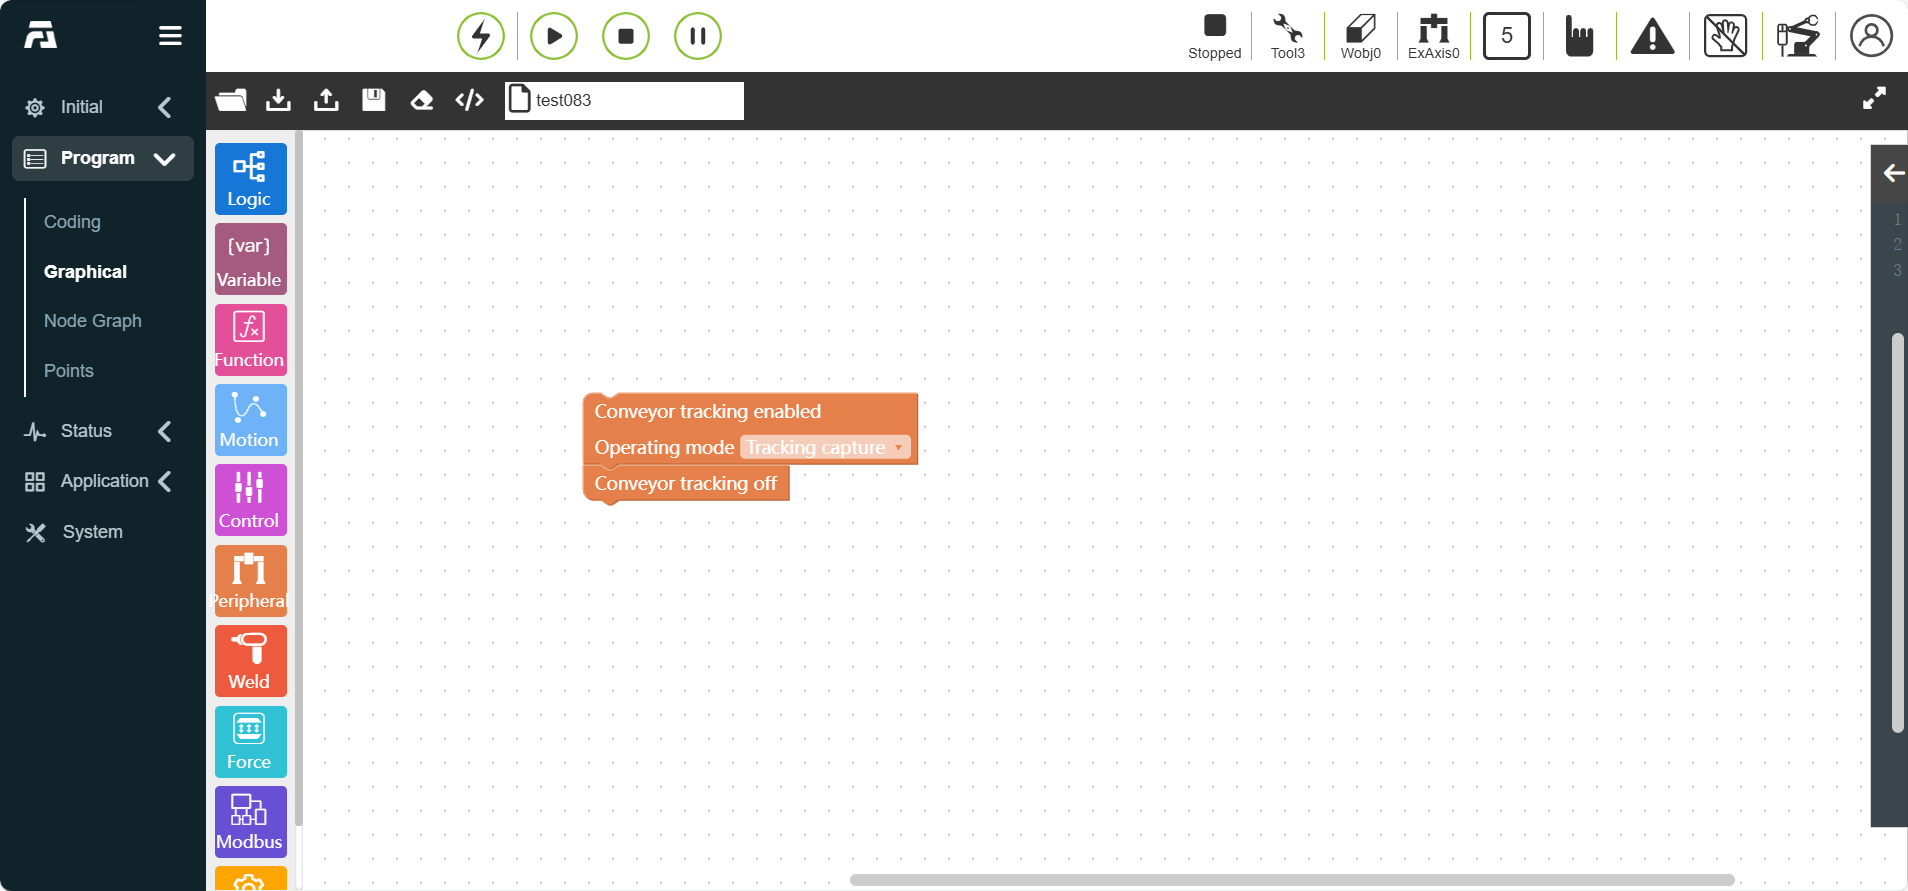 Stopped
Tool3
Wobj0
ExAxis0
5
test083
Initial
Program
Coding
Graphical
Node Graph
Points
Status
Application
System
Logic
{var}
Variable
fx
Function
Motion
Control
Peripheral
Weld
Force
Modbus
Conveyor tracking enabled
Operating mode Tracking capture
Conveyor tracking off
1
2
3